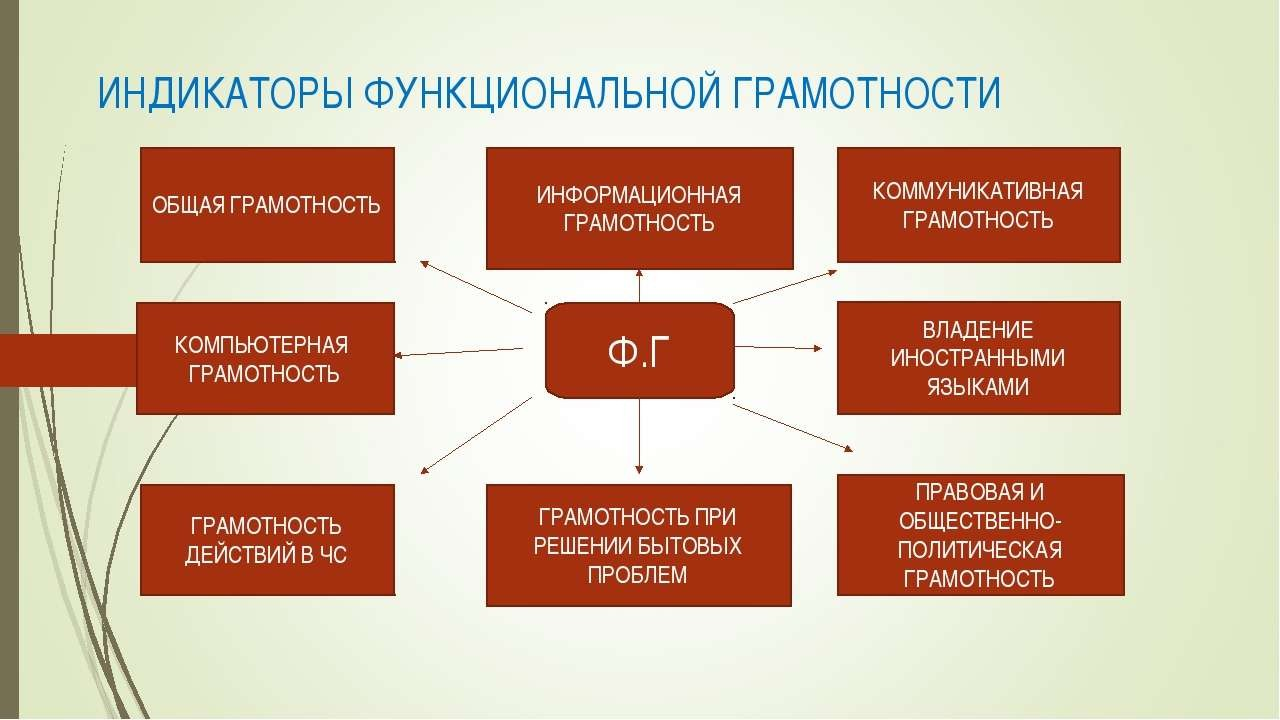 ИНДИКАТОРЫ ФУНКЦИОНАЛЬНОЙ ГРАМОТНОСТИ
ОБЩАЯ ГРАМОТНОСТЬ
ИНФОРМАЦИОННАЯ
ГРАМОТНОСТЬ
КОММУНИКАТИВНАЯ
ГРАМОТНОСТЬ
КОМПЬЮТЕРНАЯ
ГРАМОТНОСТЬ
Ф.Г
ВЛАДЕНИЕ
ИНОСТРАННЫМИ
ЯЗЫКАМИ
ГРАМОТНОСТЬ
ДЕЙСТВИЙ В ЧС
ГРАМОТНОСТЬ ПРИ
РЕШЕНИИ БЫТОВЫХ
ПРОБЛЕМ
ПРАВОВАЯ И
ОБЩЕСТВЕННО-
ПОЛИТИЧЕСКАЯ
ГРАМОТНОСТЬ